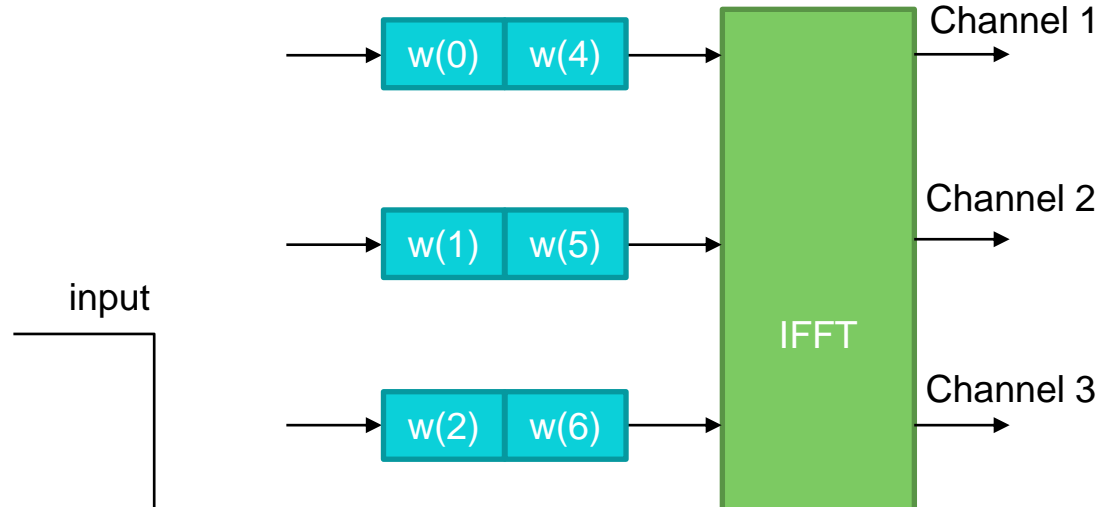 Channel 1
w(0) w(4)
Channel 2
w(1) w(5)
input
IFFT
Channel 3
w(2) w(6)